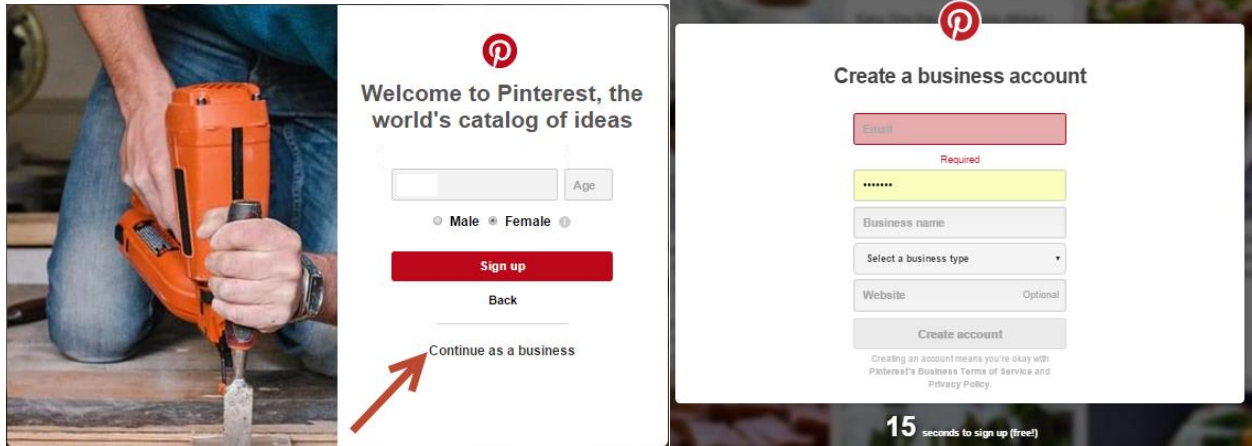 Welcome to Pinterest, the
world's catalog of ideas
Age
Male Female
Sign up
Back
Continue as a business
Create a business account
Email
Required
•••••••
Business name
Select a business type
Website Optional
Create account
Creating an account means you're okay with
Pinterest's Business Terms of Service and
Privacy Policy.
15 seconds to sign up (free!)